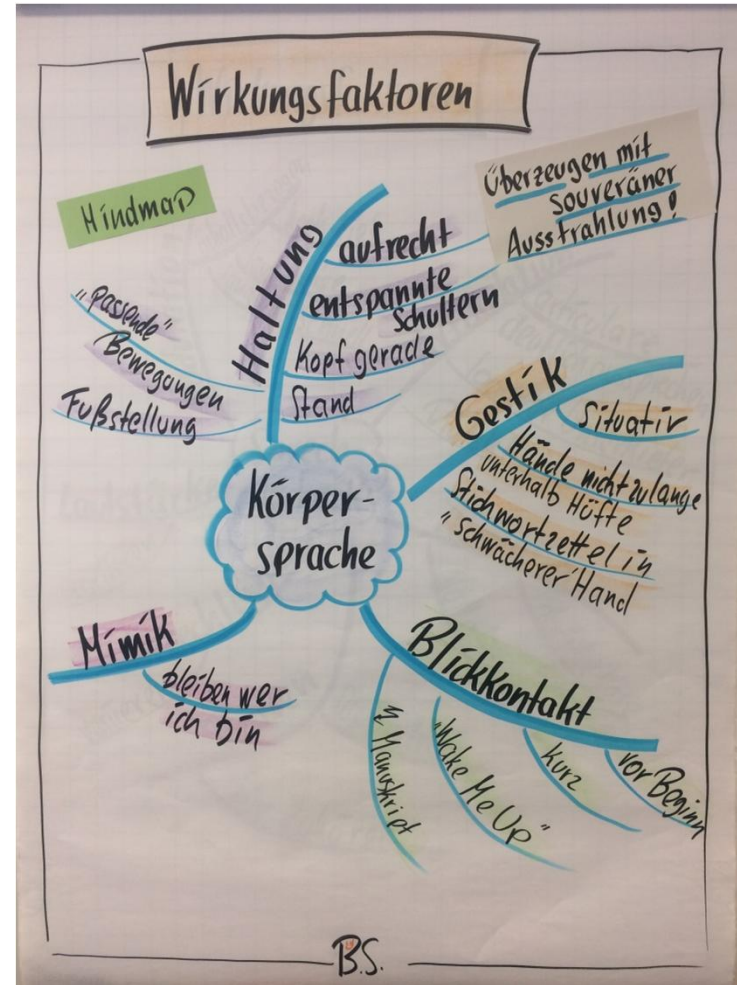 Wirkungsfaktoren
Mindmap
Überzeugen mit
Souveräner
Ausstrahlung!
Haltung
aufrecht
entspannte
Schultern
Kopf gerade
Stand
"passende"
Bewegungen
Fußstellung
Gestik
Situativ
Hände nicht zulange
unterhalb Hüfte
Stichwortzettel in
"schwächerer" Hand
Körper-
sprache
Mimik
bleiben wer
ich bin
Blickkontakt
Manuskript
"Wake Me Up"
kurz
vor Beginn
B.S.